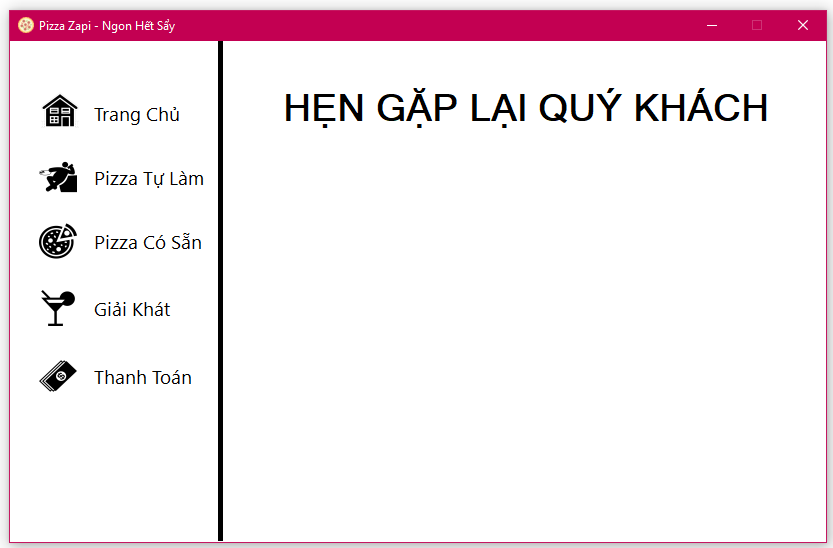 Pizza Zapi - Ngon Hết Sẩy
Trang Chủ
Pizza Tự Làm
Pizza Có Sẵn
Giải Khát
Thanh Toán
HẸN GẶP LẠI QUÝ KHÁCH